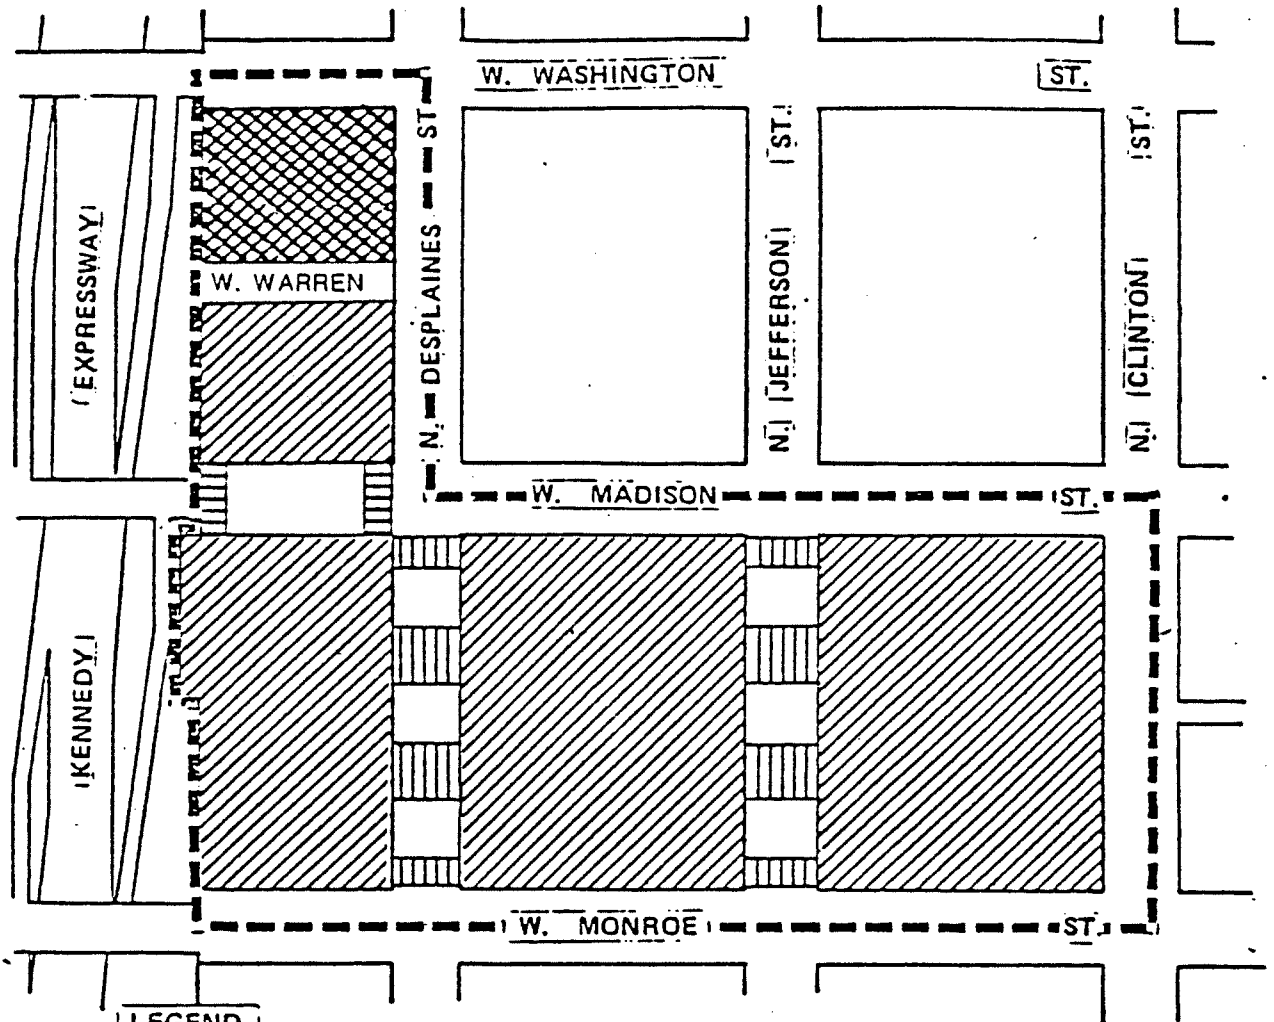 W. WASHINGTON ST.
N. DESPLAINES ST.
N. JEFFERSON ST.
N. CLINTON ST.
EXPRESSWAY
W. WARREN
W. MADISON ST.
KENNEDY
W. MONROE ST.
LEGEND